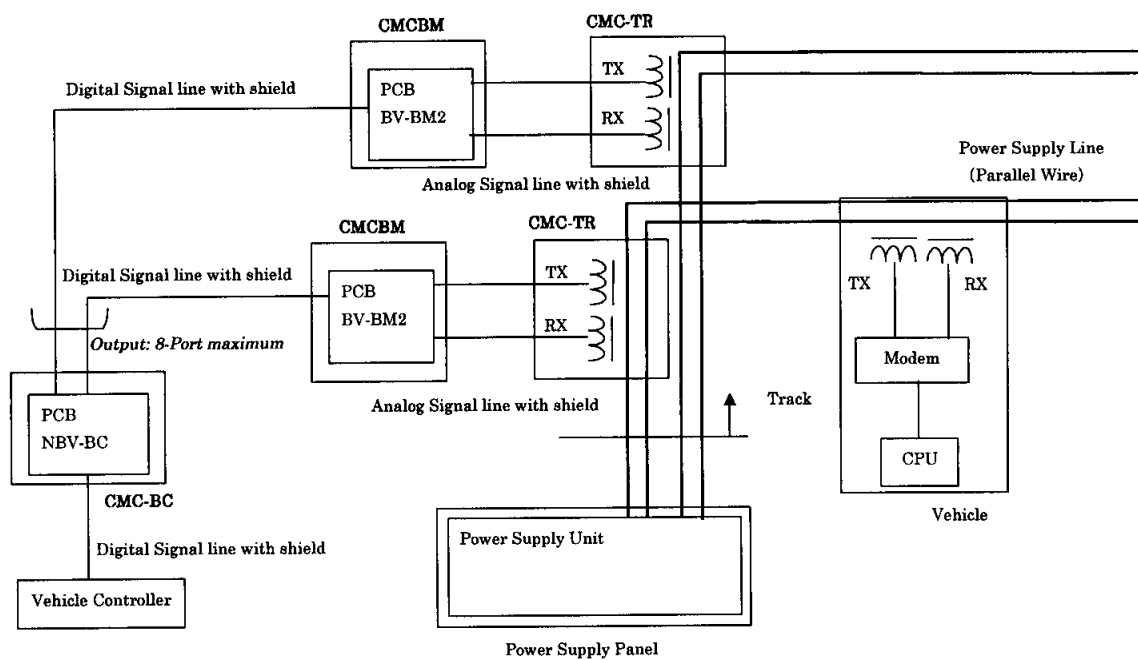 CMCBM
CMC-TR
TX
Digital Signal line with shield
PCB
BV-BM2
RX
Power Supply Line
(Parallel Wire)
Analog Signal line with shield
CMCBM
CMC-TR
Digital Signal line with shield
TX
PCB
BV-BM2
TX
RX
RX
Output: 8-Port maximum
Modem
Analog Signal line with shield
Track
PCB
NBV-BC
CPU
CMC-BC
Vehicle
Power Supply Unit
Digital Signal line with shield
Vehicle Controller
Power Supply Panel